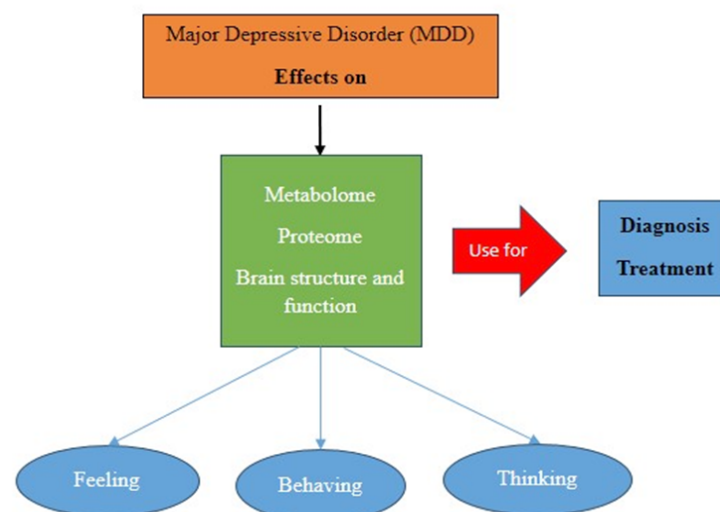 Major Depressive Disorder (MDD)
Effects on
Metabolome
Proteome
Brain structure and
function
Use for
Diagnosis
Treatment
Feeling
Behaving
Thinking